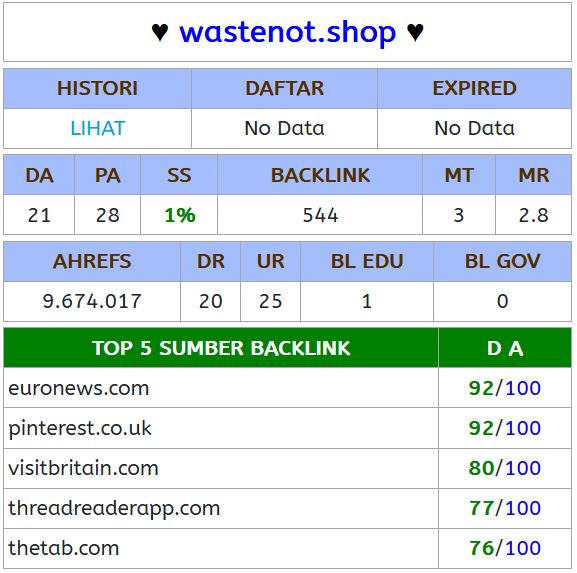 ♥ wastenot.shop ♥
HISTORI DAFTAR EXPIRED
LIHAT No Data No Data
DA PA SS BACKLINK MT MR
21 28 1% 544 3 2.8
AHREFS DR UR BL EDU BL GOV
9.674.017 20 25 1 0
TOP 5 SUMBER BACKLINK D A
euronews.com 92/100
pinterest.co.uk 92/100
visitbritain.com 80/100
threadreaderapp.com 77/100
thetab.com 76/100